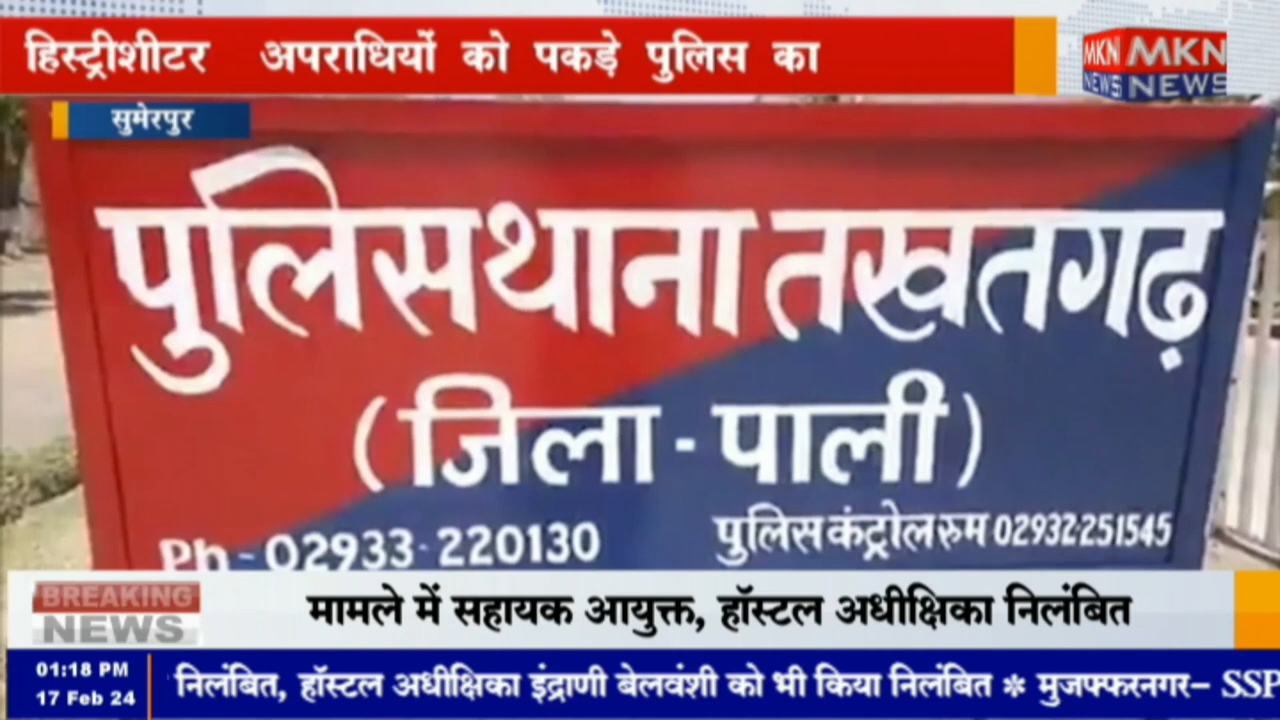 हिस्ट्रीशीटर अपराधियों को पकड़े पुलिस का
MKN MKN
NEWS NEWS
सुमेरपुर
पुलिस थाना तखतगढ़
(जिला - पाली)
Ph - 02933-220130 पुलिस कंट्रोल रुम 02932-251545
BREAKING
NEWS
मामले में सहायक आयुक्त, हॉस्टल अधीक्षिका निलंबित
01:18 PM
17 Feb 24
निलंबित, हॉस्टल अधीक्षिका इंद्राणी बेलवंशी को भी किया निलंबित * मुजफ्फरनगर– SSP